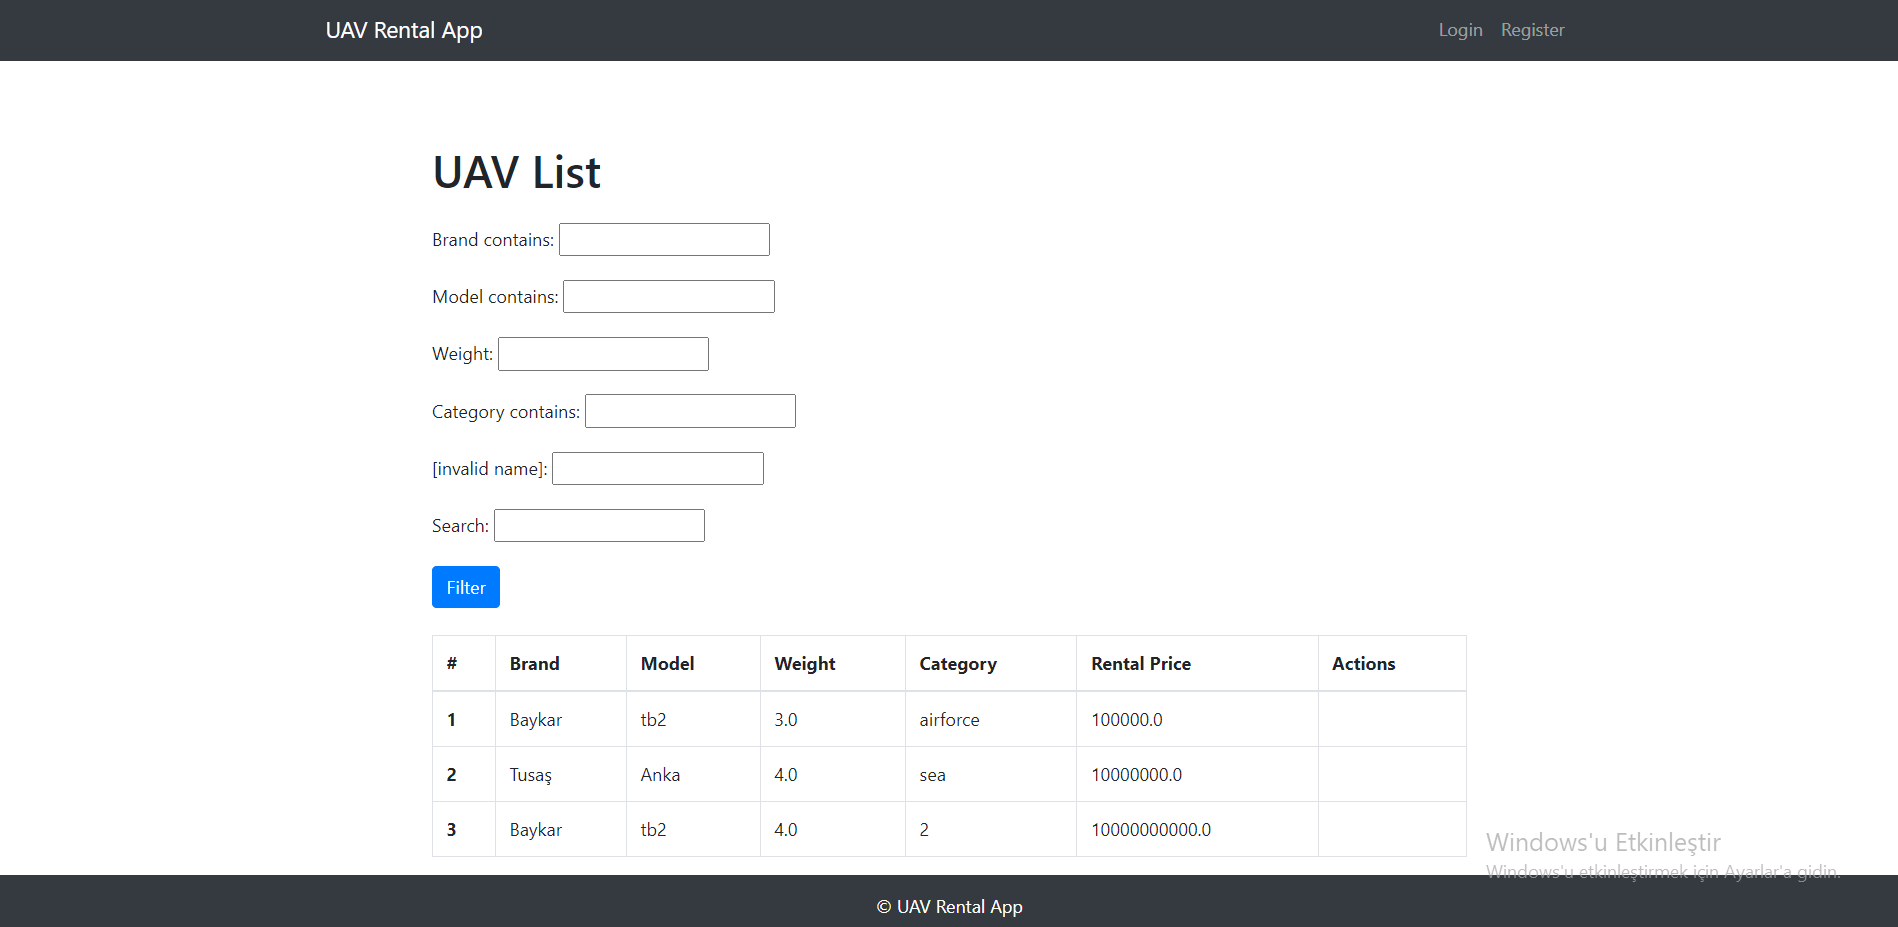 UAV Rental App Login Register
UAV List
Brand contains:
Model contains:
Weight:
Category contains:
[invalid name]:
Search:
Filter
# Brand Model Weight Category Rental Price Actions
1 Baykar tb2 3.0 airforce 100000.0
2 Tusaş Anka 4.0 sea 10000000.0
3 Baykar tb2 4.0 2 10000000000.0
Windows'u Etkinleştir
Windows'u etkinleştirmek için Ayarlar'a gidin.
© UAV Rental App